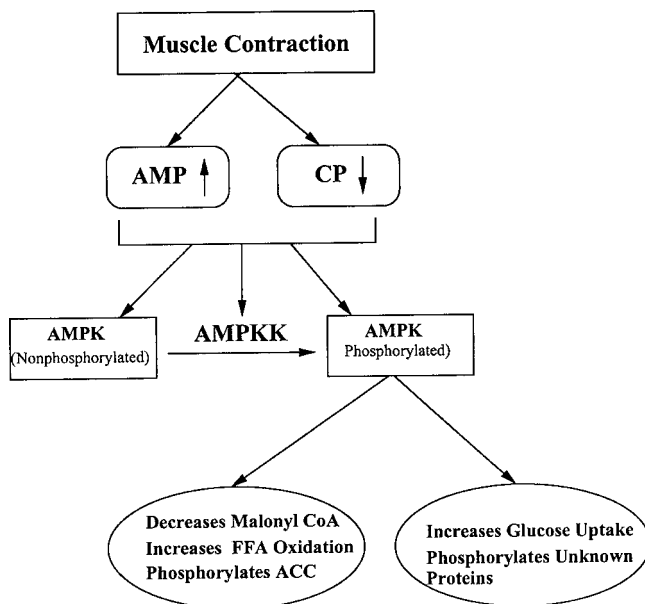 Muscle Contraction
AMP ↑
CP ↓
AMPK
(Nonphosphorylated)
AMPKK
AMPK
Phosphorylated)
Decreases Malonyl CoA
Increases FFA Oxidation
Phosphorylates ACC
Increases Glucose Uptake
Phosphorylates Unknown
Proteins